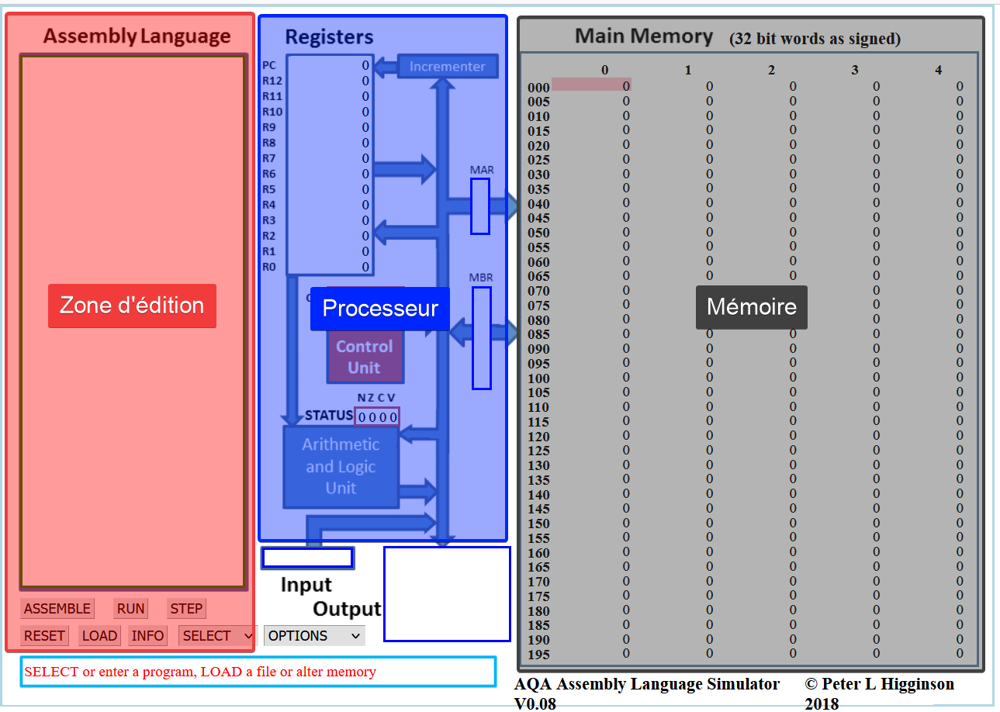 Assembly Language
Zone d'édition
ASSEMBLE RUN STEP
RESET LOAD INFO SELECT OPTIONS
SELECT or enter a program, LOAD a file or alter memory
Registers
PC 0 Incrementer
R12 0
R11 0
R10 0
R9 0
R8 0
R7 0
R6 0
R5 0
R4 0
R3 0
R2 0
R1 0
R0 0
MAR
MBR
Processeur
Control
Unit
N Z C V
STATUS 0 0 0 0
Arithmetic
and Logic
Unit
Input
Output
Main Memory (32 bit words as signed)
0 1 2 3 4
000 0 0 0 0 0
005 0 0 0 0 0
010 0 0 0 0 0
015 0 0 0 0 0
020 0 0 0 0 0
025 0 0 0 0 0
030 0 0 0 0 0
035 0 0 0 0 0
040 0 0 0 0 0
045 0 0 0 0 0
050 0 0 0 0 0
055 0 0 0 0 0
060 0 0 0 0 0
065 0 0 0 0 0
070 0 0 0
075 0 0 0
080 0 0 0
Mémoire
085 0 0 0 0 0
090 0 0 0 0 0
095 0 0 0 0 0
100 0 0 0 0 0
105 0 0 0 0 0
110 0 0 0 0 0
115 0 0 0 0 0
120 0 0 0 0 0
125 0 0 0 0 0
130 0 0 0 0 0
135 0 0 0 0 0
140 0 0 0 0 0
145 0 0 0 0 0
150 0 0 0 0 0
155 0 0 0 0 0
160 0 0 0 0 0
165 0 0 0 0 0
170 0 0 0 0 0
175 0 0 0 0 0
180 0 0 0 0 0
185 0 0 0 0 0
190 0 0 0 0 0
195 0 0 0 0 0
AQA Assembly Language Simulator
V0.08
© Peter L Higginson
2018